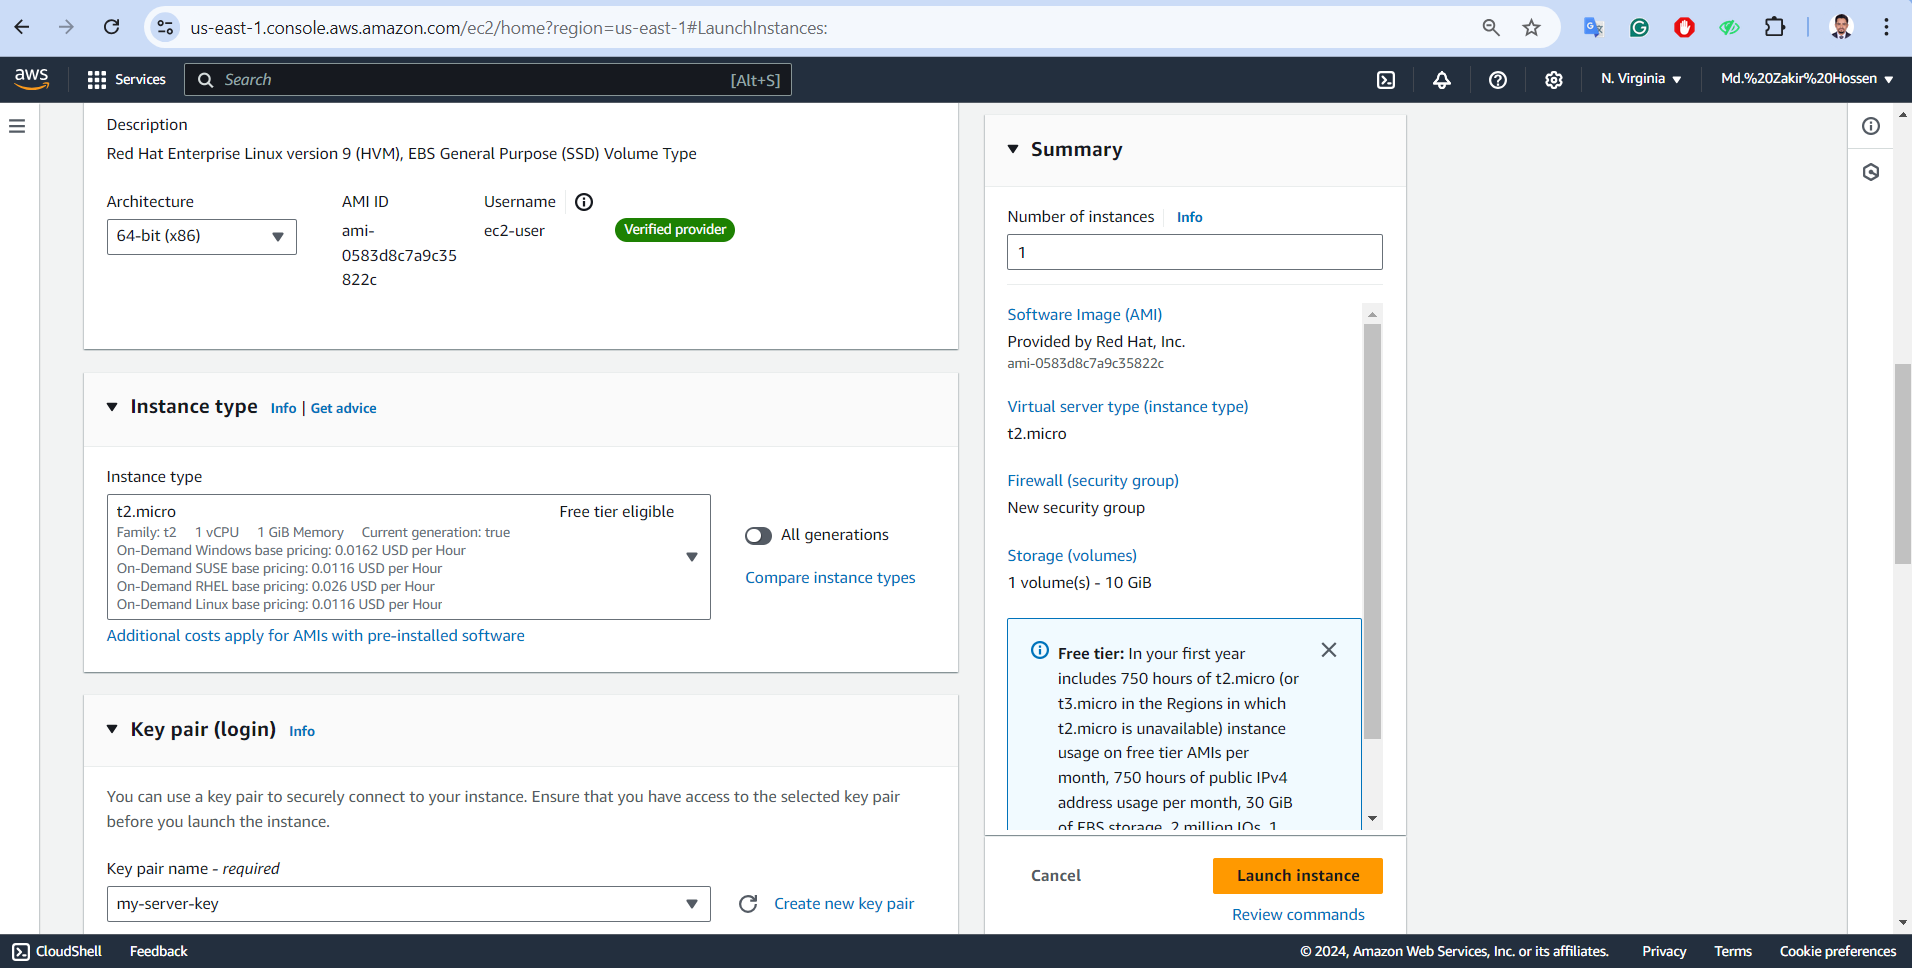 us-east-1.console.aws.amazon.com/ec2/home?region=us-east-1#LaunchInstances:
aws
Services
Search
[Alt+S]
N. Virginia
Md.%20Zakir%20Hossen
Description
Red Hat Enterprise Linux version 9 (HVM), EBS General Purpose (SSD) Volume Type
Architecture
64-bit (x86)
AMI ID
ami-
0583d8c7a9c35
822c
Username
ec2-user
Verified provider
Instance type Info | Get advice
Instance type
t2.micro Free tier eligible
Family: t2 1 vCPU 1 GiB Memory Current generation: true
On-Demand Windows base pricing: 0.0162 USD per Hour
On-Demand SUSE base pricing: 0.0116 USD per Hour
On-Demand RHEL base pricing: 0.026 USD per Hour
On-Demand Linux base pricing: 0.0116 USD per Hour
All generations
Compare instance types
Additional costs apply for AMIs with pre-installed software
Key pair (login) Info
You can use a key pair to securely connect to your instance. Ensure that you have access to the selected key pair
before you launch the instance.
Key pair name - required
my-server-key
Create new key pair
Summary
Number of instances Info
1
Software Image (AMI)
Provided by Red Hat, Inc.
ami-0583d8c7a9c35822c
Virtual server type (instance type)
t2.micro
Firewall (security group)
New security group
Storage (volumes)
1 volume(s) - 10 GiB
Free tier: In your first year
includes 750 hours of t2.micro (or
t3.micro in the Regions in which
t2.micro is unavailable) instance
usage on free tier AMIs per
month, 750 hours of public IPv4
address usage per month, 30 GiB
of EBS storage, 2 million IOs, 1
Cancel
Launch instance
Review commands
CloudShell
Feedback
© 2024, Amazon Web Services, Inc. or its affiliates.
Privacy
Terms
Cookie preferences